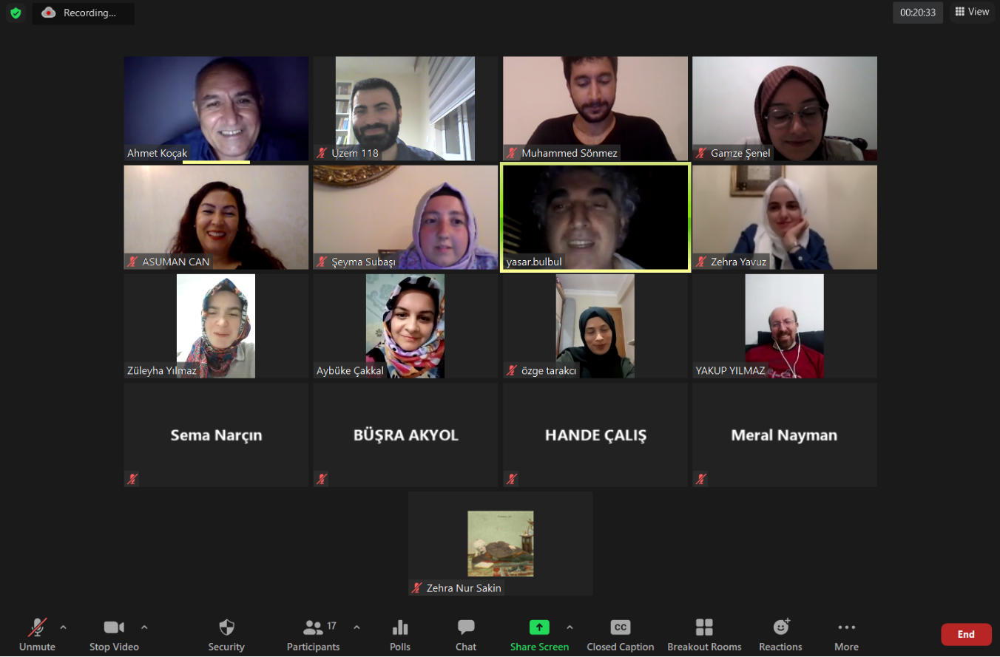 Recording...
00:20:33
View
Ahmet Koçak
Uzem 118
Muhammed Sönmez
Gamze Şenel
ASUMAN CAN
Şeyma Subaşı
yasar.bulbul
Zehra Yavuz
Züleyha Yılmaz
Aybüke Çakkal
özge tarakcı
YAKUP YILMAZ
Sema Narçın
BÜŞRA AKYOL
HANDE ÇALIŞ
Meral Nayman
Zehra Nur Sakin
17
CC
Unmute
Stop Video
Security
Participants
Polls
Chat
Share Screen
Closed Caption
Breakout Rooms
Reactions
More
End